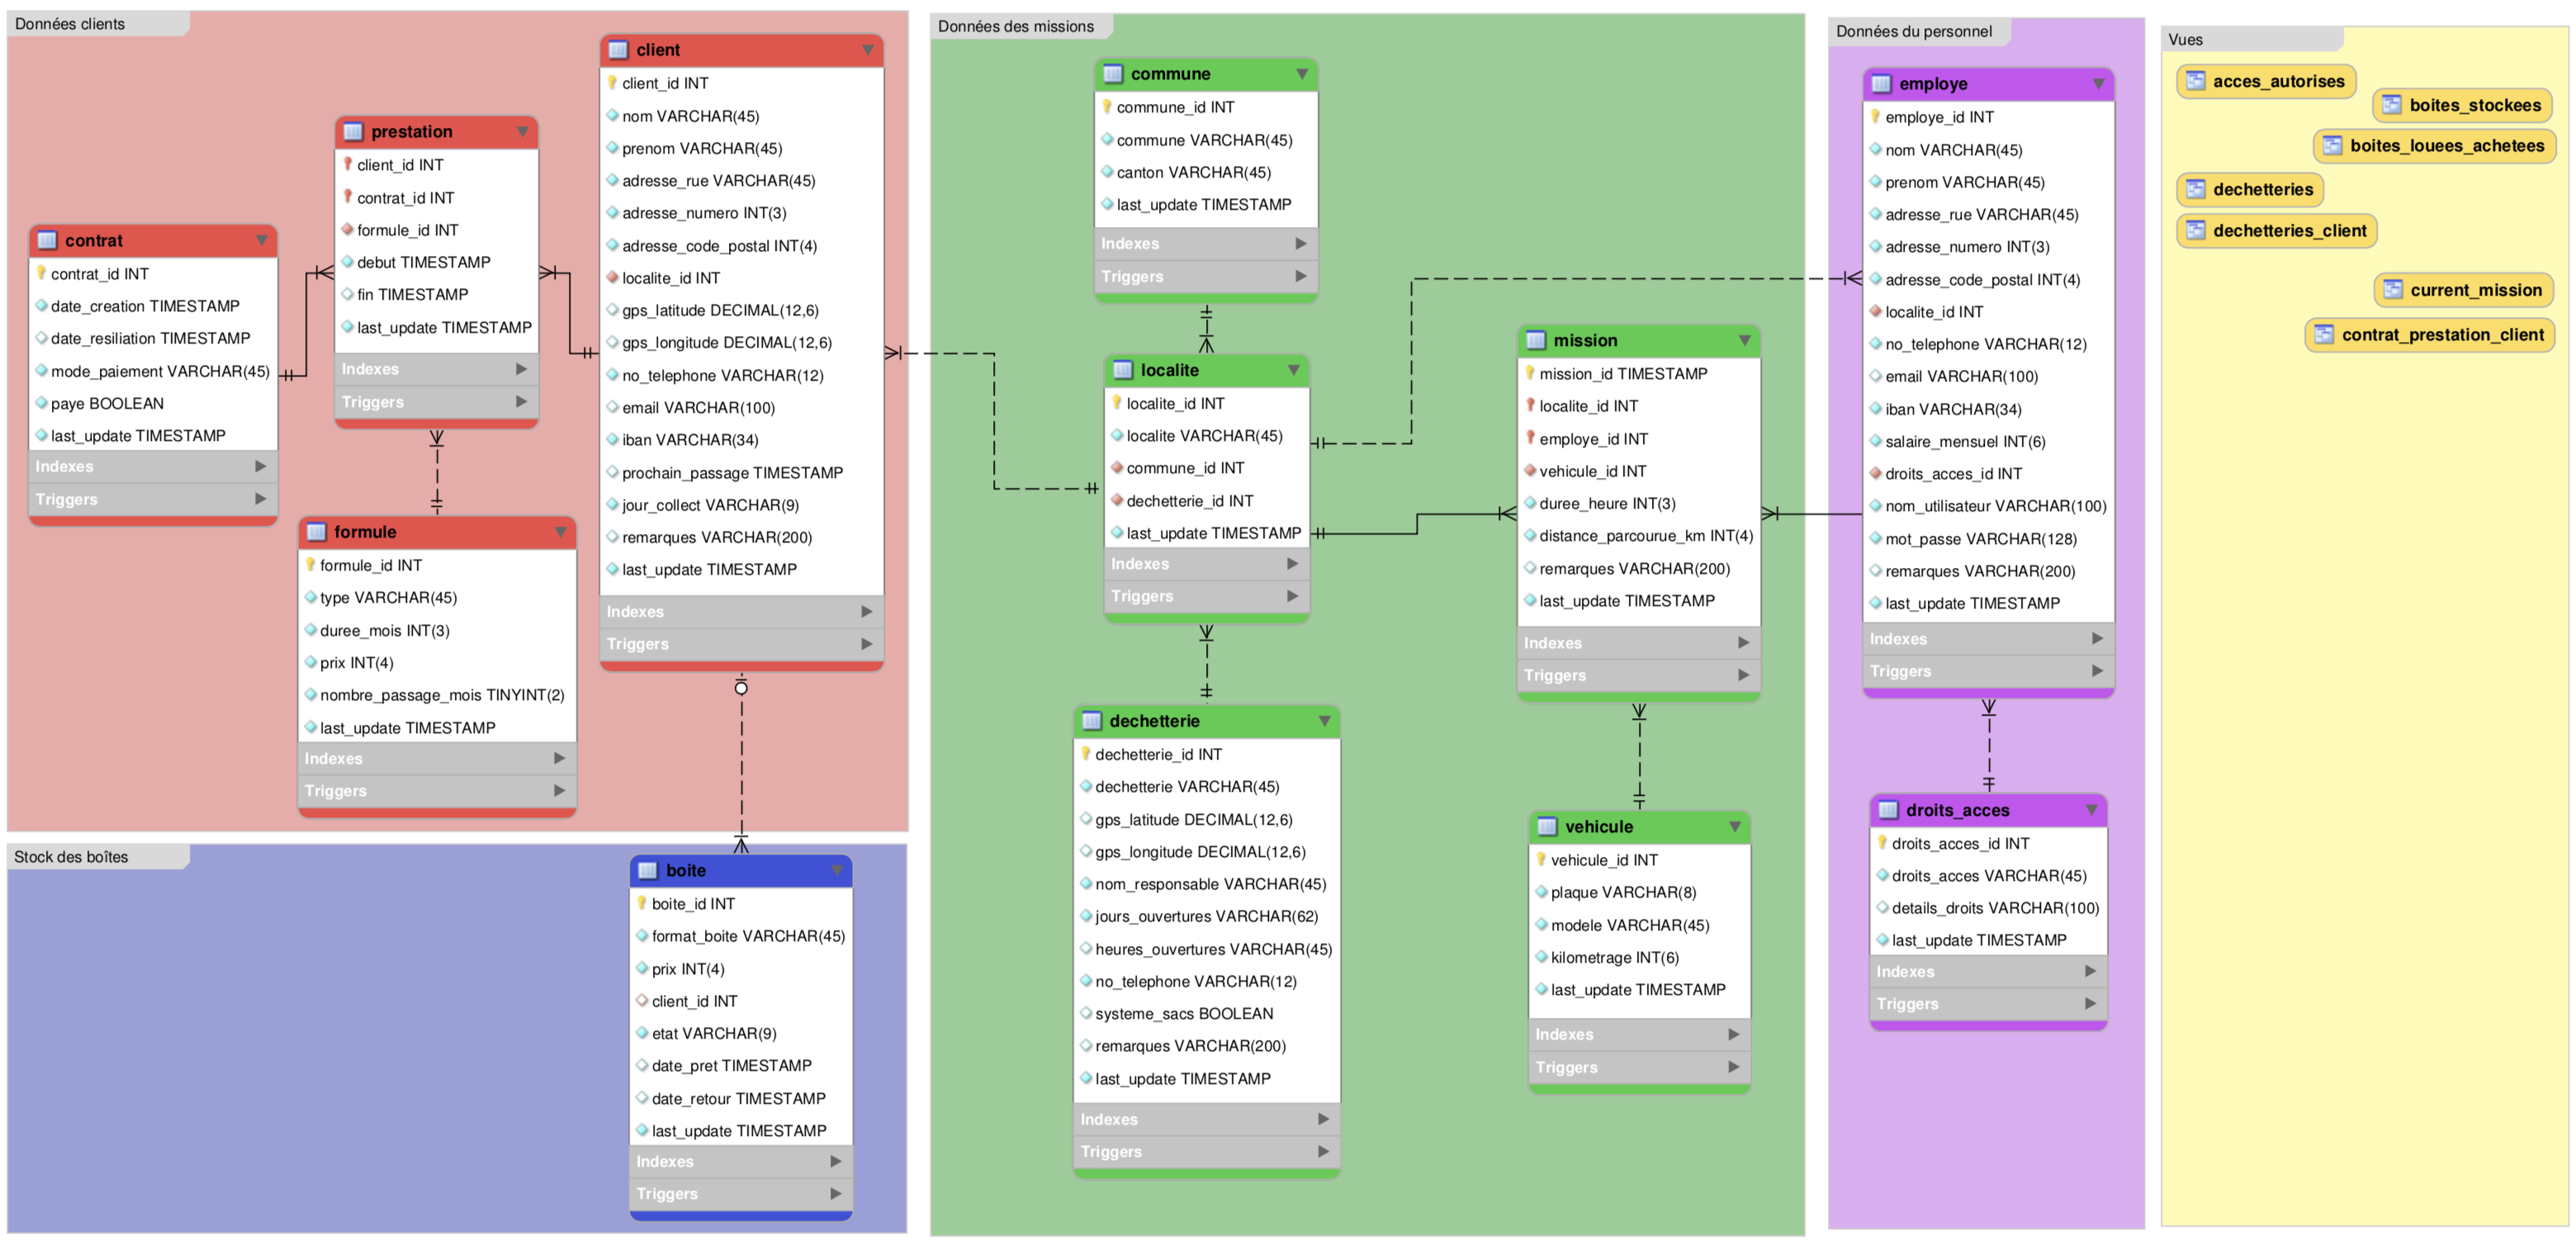 Données clients
contrat
contrat_id INT
date_creation TIMESTAMP
date_resiliation TIMESTAMP
mode_paiement VARCHAR(45)
paye BOOLEAN
last_update TIMESTAMP
Indexes
Triggers
prestation
client_id INT
contrat_id INT
formule_id INT
debut TIMESTAMP
fin TIMESTAMP
last_update TIMESTAMP
Indexes
Triggers
formule
formule_id INT
type VARCHAR(45)
duree_mois INT(3)
prix INT(4)
nombre_passage_mois TINYINT(2)
last_update TIMESTAMP
Indexes
Triggers
client
client_id INT
nom VARCHAR(45)
prenom VARCHAR(45)
adresse_rue VARCHAR(45)
adresse_numero INT(3)
adresse_code_postal INT(4)
localite_id INT
gps_latitude DECIMAL(12,6)
gps_longitude DECIMAL(12,6)
no_telephone VARCHAR(12)
email VARCHAR(100)
iban VARCHAR(34)
prochain_passage TIMESTAMP
jour_collect VARCHAR(9)
remarques VARCHAR(200)
last_update TIMESTAMP
Indexes
Triggers
Stock des boîtes
boite
boite_id INT
format_boite VARCHAR(45)
prix INT(4)
client_id INT
etat VARCHAR(9)
date_pret TIMESTAMP
date_retour TIMESTAMP
last_update TIMESTAMP
Indexes
Triggers
Données des missions
commune
commune_id INT
commune VARCHAR(45)
canton VARCHAR(45)
last_update TIMESTAMP
Indexes
Triggers
localite
localite_id INT
localite VARCHAR(45)
commune_id INT
dechetterie_id INT
last_update TIMESTAMP
Indexes
Triggers
dechetterie
dechetterie_id INT
dechetterie VARCHAR(45)
gps_latitude DECIMAL(12,6)
gps_longitude DECIMAL(12,6)
nom_responsable VARCHAR(45)
jours_ouvertures VARCHAR(62)
heures_ouvertures VARCHAR(45)
no_telephone VARCHAR(12)
systeme_sacs BOOLEAN
remarques VARCHAR(200)
last_update TIMESTAMP
Indexes
Triggers
mission
mission_id TIMESTAMP
localite_id INT
employe_id INT
vehicule_id INT
duree_heure INT(3)
distance_parcourue_km INT(4)
remarques VARCHAR(200)
last_update TIMESTAMP
Indexes
Triggers
vehicule
vehicule_id INT
plaque VARCHAR(8)
modele VARCHAR(45)
kilometrage INT(6)
last_update TIMESTAMP
Indexes
Triggers
Données du personnel
employe
employe_id INT
nom VARCHAR(45)
prenom VARCHAR(45)
adresse_rue VARCHAR(45)
adresse_numero INT(3)
adresse_code_postal INT(4)
localite_id INT
no_telephone VARCHAR(12)
email VARCHAR(100)
iban VARCHAR(34)
salaire_mensuel INT(6)
droits_acces_id INT
nom_utilisateur VARCHAR(100)
mot_passe VARCHAR(128)
remarques VARCHAR(200)
last_update TIMESTAMP
Indexes
Triggers
droits_acces
droits_acces_id INT
droits_acces VARCHAR(45)
details_droits VARCHAR(100)
last_update TIMESTAMP
Indexes
Triggers
Vues
acces_autorises
boites_stockees
boites_louees_achetees
dechetteries
dechetteries_client
current_mission
contrat_prestation_client